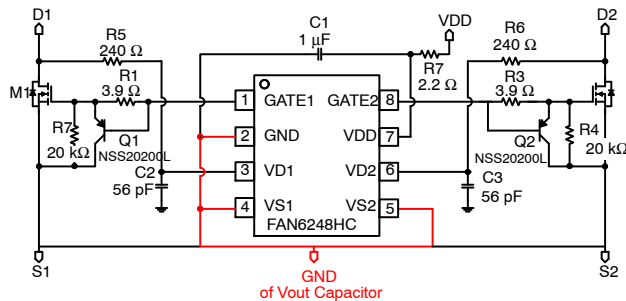 D1
D2
R5
240 Ω
C1
1 μF
VDD
R7
2.2 Ω
R6
240 Ω
M1
R1
3.9 Ω
R3
3.9 Ω
R7
20 kΩ
Q1
NSS20200L
C2
56 pF
1
GATE1
GATE2
8
2
GND
VDD
7
3
VD1
VD2
6
4
VS1
VS2
5
FAN6248HC
Q2
NSS20200L
R4
20 kΩ
C3
56 pF
S1
GND
of Vout Capacitor
S2